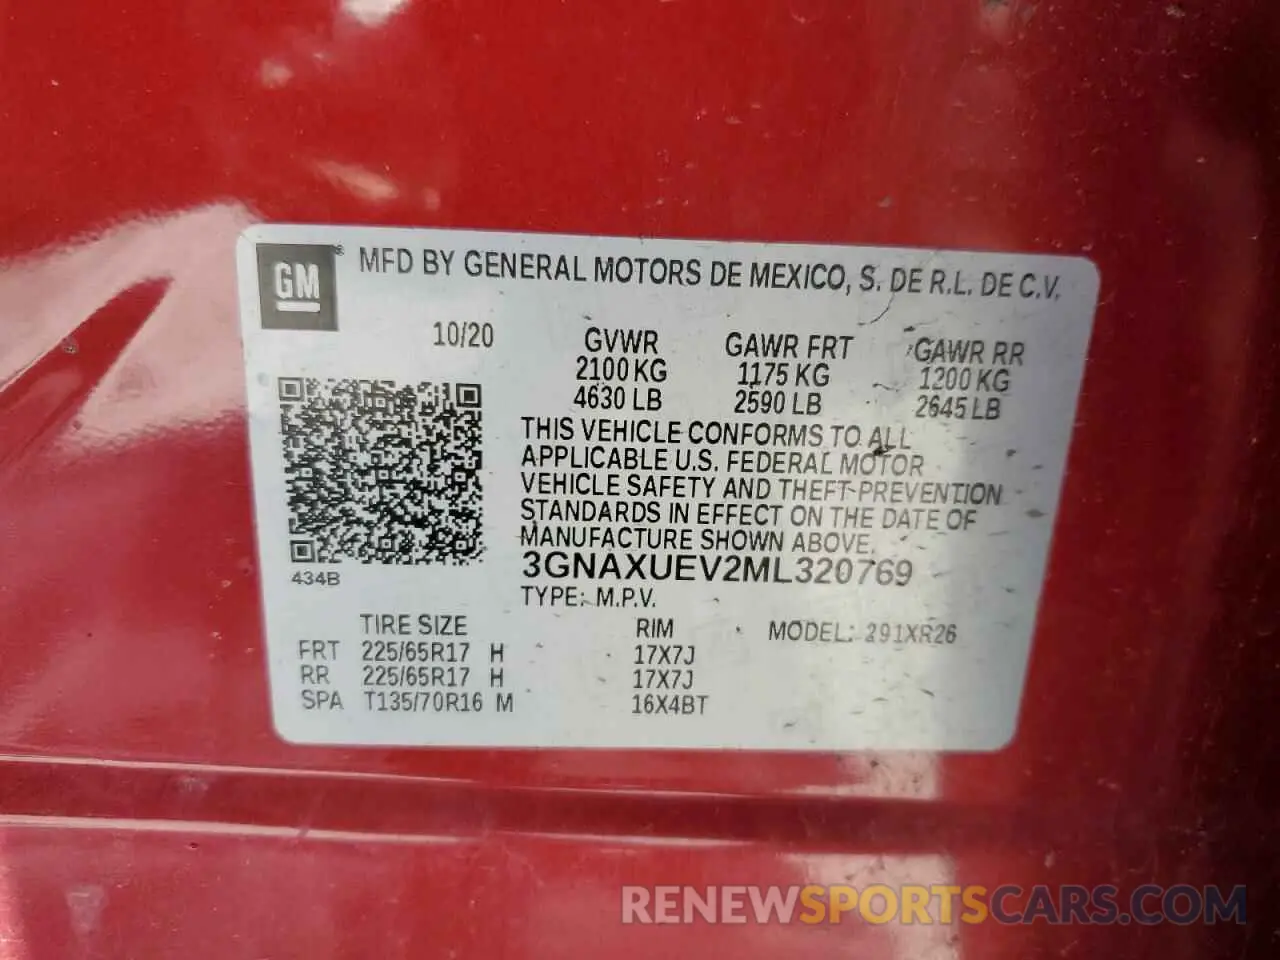 GM ® MFD BY GENERAL MOTORS DE MEXICO, S. DE R.L. DE C.V.
10/20 GVWR GAWR FRT GAWR RR
2100 KG 1175 KG 1200 KG
4630 LB 2590 LB 2645 LB
THIS VEHICLE CONFORMS TO ALL
APPLICABLE U.S. FEDERAL MOTOR
VEHICLE SAFETY AND THEFT-PREVENTION
STANDARDS IN EFFECT ON THE DATE OF
MANUFACTURE SHOWN ABOVE.
3GNAXUEV2ML320769
434B
TYPE: M.P.V.
TIRE SIZE RIM MODEL: 291XR26
FRT 225/65R17 H 17X7J
RR 225/65R17 H 17X7J
SPA T135/70R16 M 16X4BT
RENEWSPORTSCARS.COM